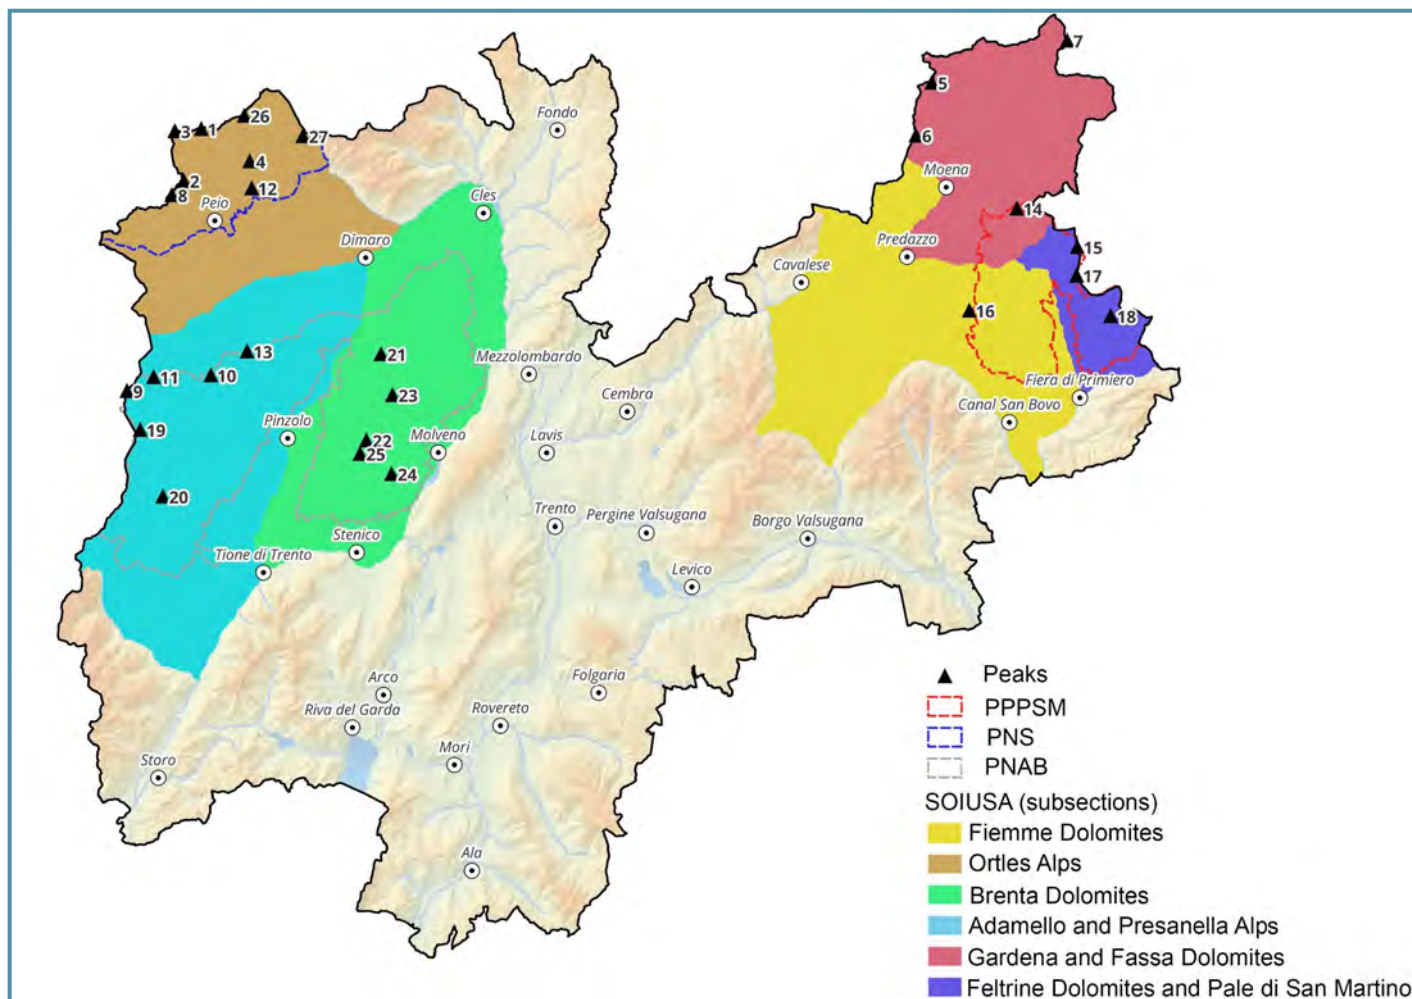 7
5
Fondo
26
3
1
27
6
4
Moena
2
12
8
Cles
14
Peio
Dimaro
Predazzo
15
Cavalese
17
16
18
13
21
Mezzolombardo
11
10
9
23
Fiera di Primiero
Cembra
Canal San Bovo
19
Pinzolo
22
Molveno
Lavis
25
24
20
Trento
Pergine Valsugana
Borgo Valsugana
Stenico
Tione di Trento
Levico
Arco
Folgaria
Riva del Garda
Rovereto
Mori
Storo
Ala
Peaks
PPPSM
PNS
PNAB
SOIUSA (subsections)
Fiemme Dolomites
Ortles Alps
Brenta Dolomites
Adamello and Presanella Alps
Gardena and Fassa Dolomites
Feltrine Dolomites and Pale di San Martino